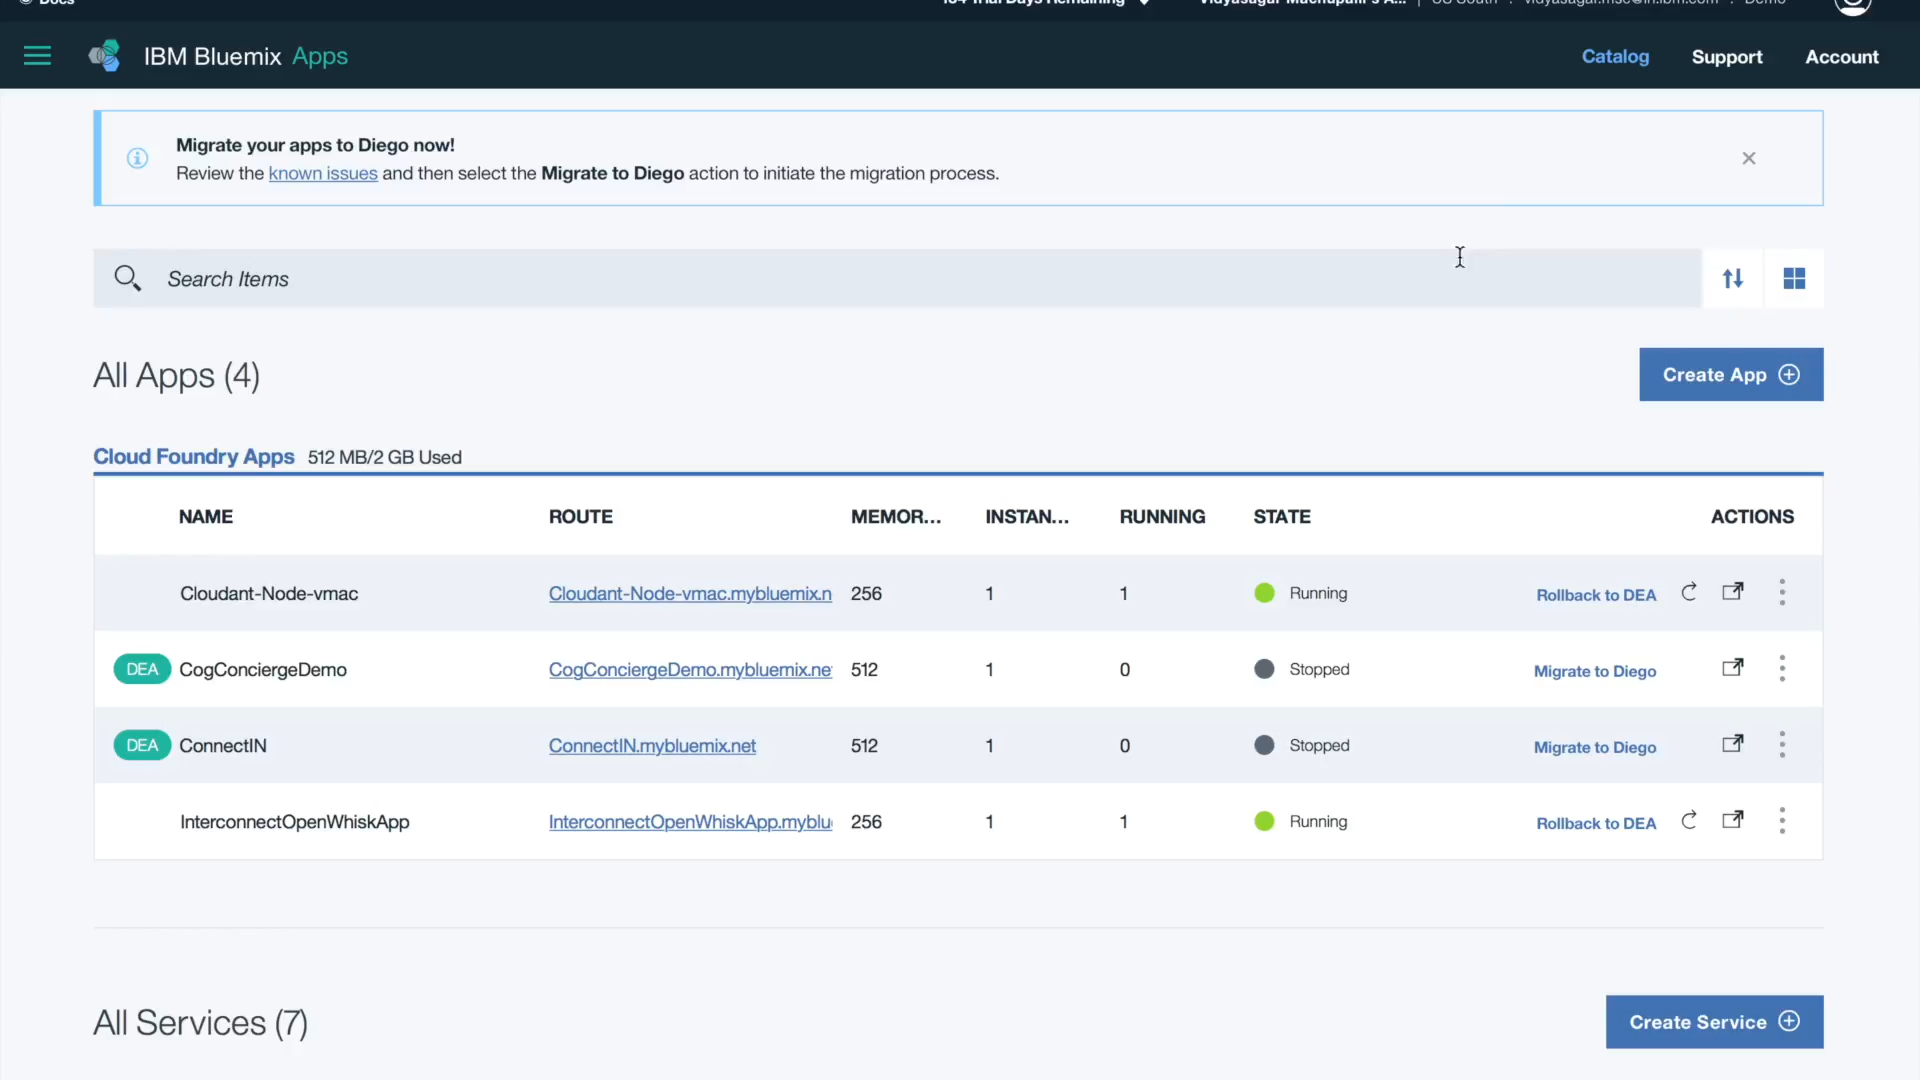 Docs
Trial Days Remaining
Vidyasagar Machupalli's A... | US South : vidyasagar.msc@in.ibm.com : Demo
IBM Bluemix Apps
Catalog Support Account
Migrate your apps to Diego now!
Review the known issues and then select the Migrate to Diego action to initiate the migration process.
Search Items
All Apps (4)
Create App
Cloud Foundry Apps 512 MB/2 GB Used
NAME ROUTE MEMOR... INSTAN... RUNNING STATE ACTIONS
Cloudant-Node-vmac Cloudant-Node-vmac.mybluemix.n 256 1 1 Running Rollback to DEA
DEA CogConciergeDemo CogConciergeDemo.mybluemix.ne 512 1 0 Stopped Migrate to Diego
DEA ConnectIN ConnectIN.mybluemix.net 512 1 0 Stopped Migrate to Diego
InterconnectOpenWhiskApp InterconnectOpenWhiskApp.myblu 256 1 1 Running Rollback to DEA
All Services (7)
Create Service